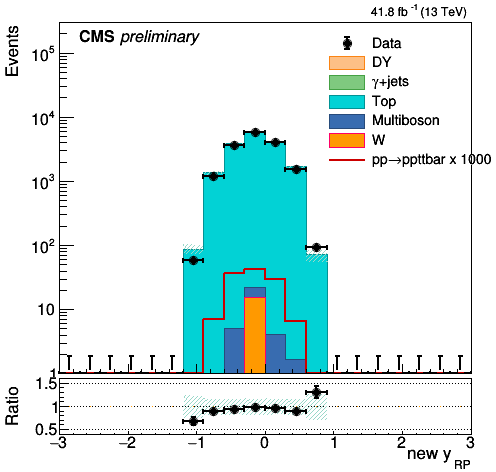 41.8 fb⁻¹ (13 TeV)
CMS preliminary
Events
Data
DY
γ+jets
Top
Multiboson
W
pp→ppttbar x 1000
10⁵
10⁴
10³
10²
10
1
Ratio
1.5
1
0.5
−3 −2 −1 0 1 2 3
new y_RP